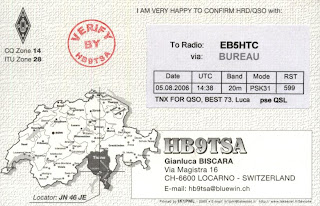 I AM VERY HAPPY TO CONFIRM HRD/QSO with:
CQ Zone 14
ITU Zone 28
VERIFY
BY
HB9TSA
To Radio: EB5HTC
via: BUREAU
Date UTC Band Mode RST
05.08.2006 14:38 20m PSK31 599
TNX FOR QSO, BEST 73. Luca pse QSL
Ticino
Locator: JN 46 JE
HB9TSA
Gianluca BISCARA
Via Magistra 16
CH-6600 LOCARNO - SWITZERLAND
E-mail: hb9tsa@bluewin.ch